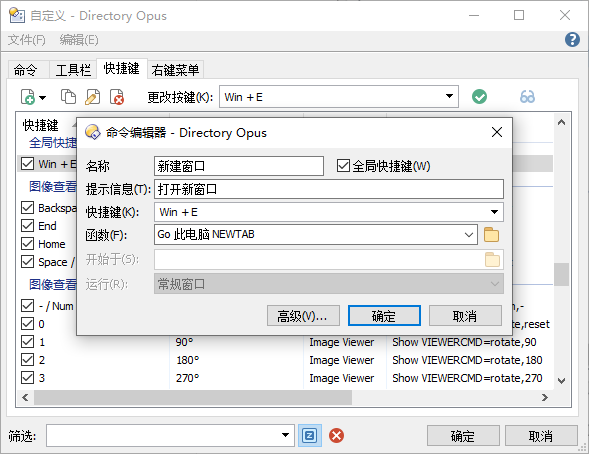 自定义 - Directory Opus
文件(F) 编辑(E)
命令 工具栏 快捷键 右键菜单
更改按键(K): Win + E
快捷键
全局快捷
Win + E
图像查看
Backspa
End
Home
Space /
图像查看
- / Num n,-
0 te,reset
1 90° Image Viewer Show VIEWERCMD=rotate,90
2 180° Image Viewer Show VIEWERCMD=rotate,180
3 270° Image Viewer Show VIEWERCMD=rotate,270
筛选: 确定 取消
命令编辑器 - Directory Opus
名称 新建窗口 全局快捷键(W)
提示信息(T): 打开新窗口
快捷键(K): Win + E
函数(F): Go 此电脑 NEWTAB
开始于(S):
运行(R): 常规窗口
高级(V)... 确定 取消